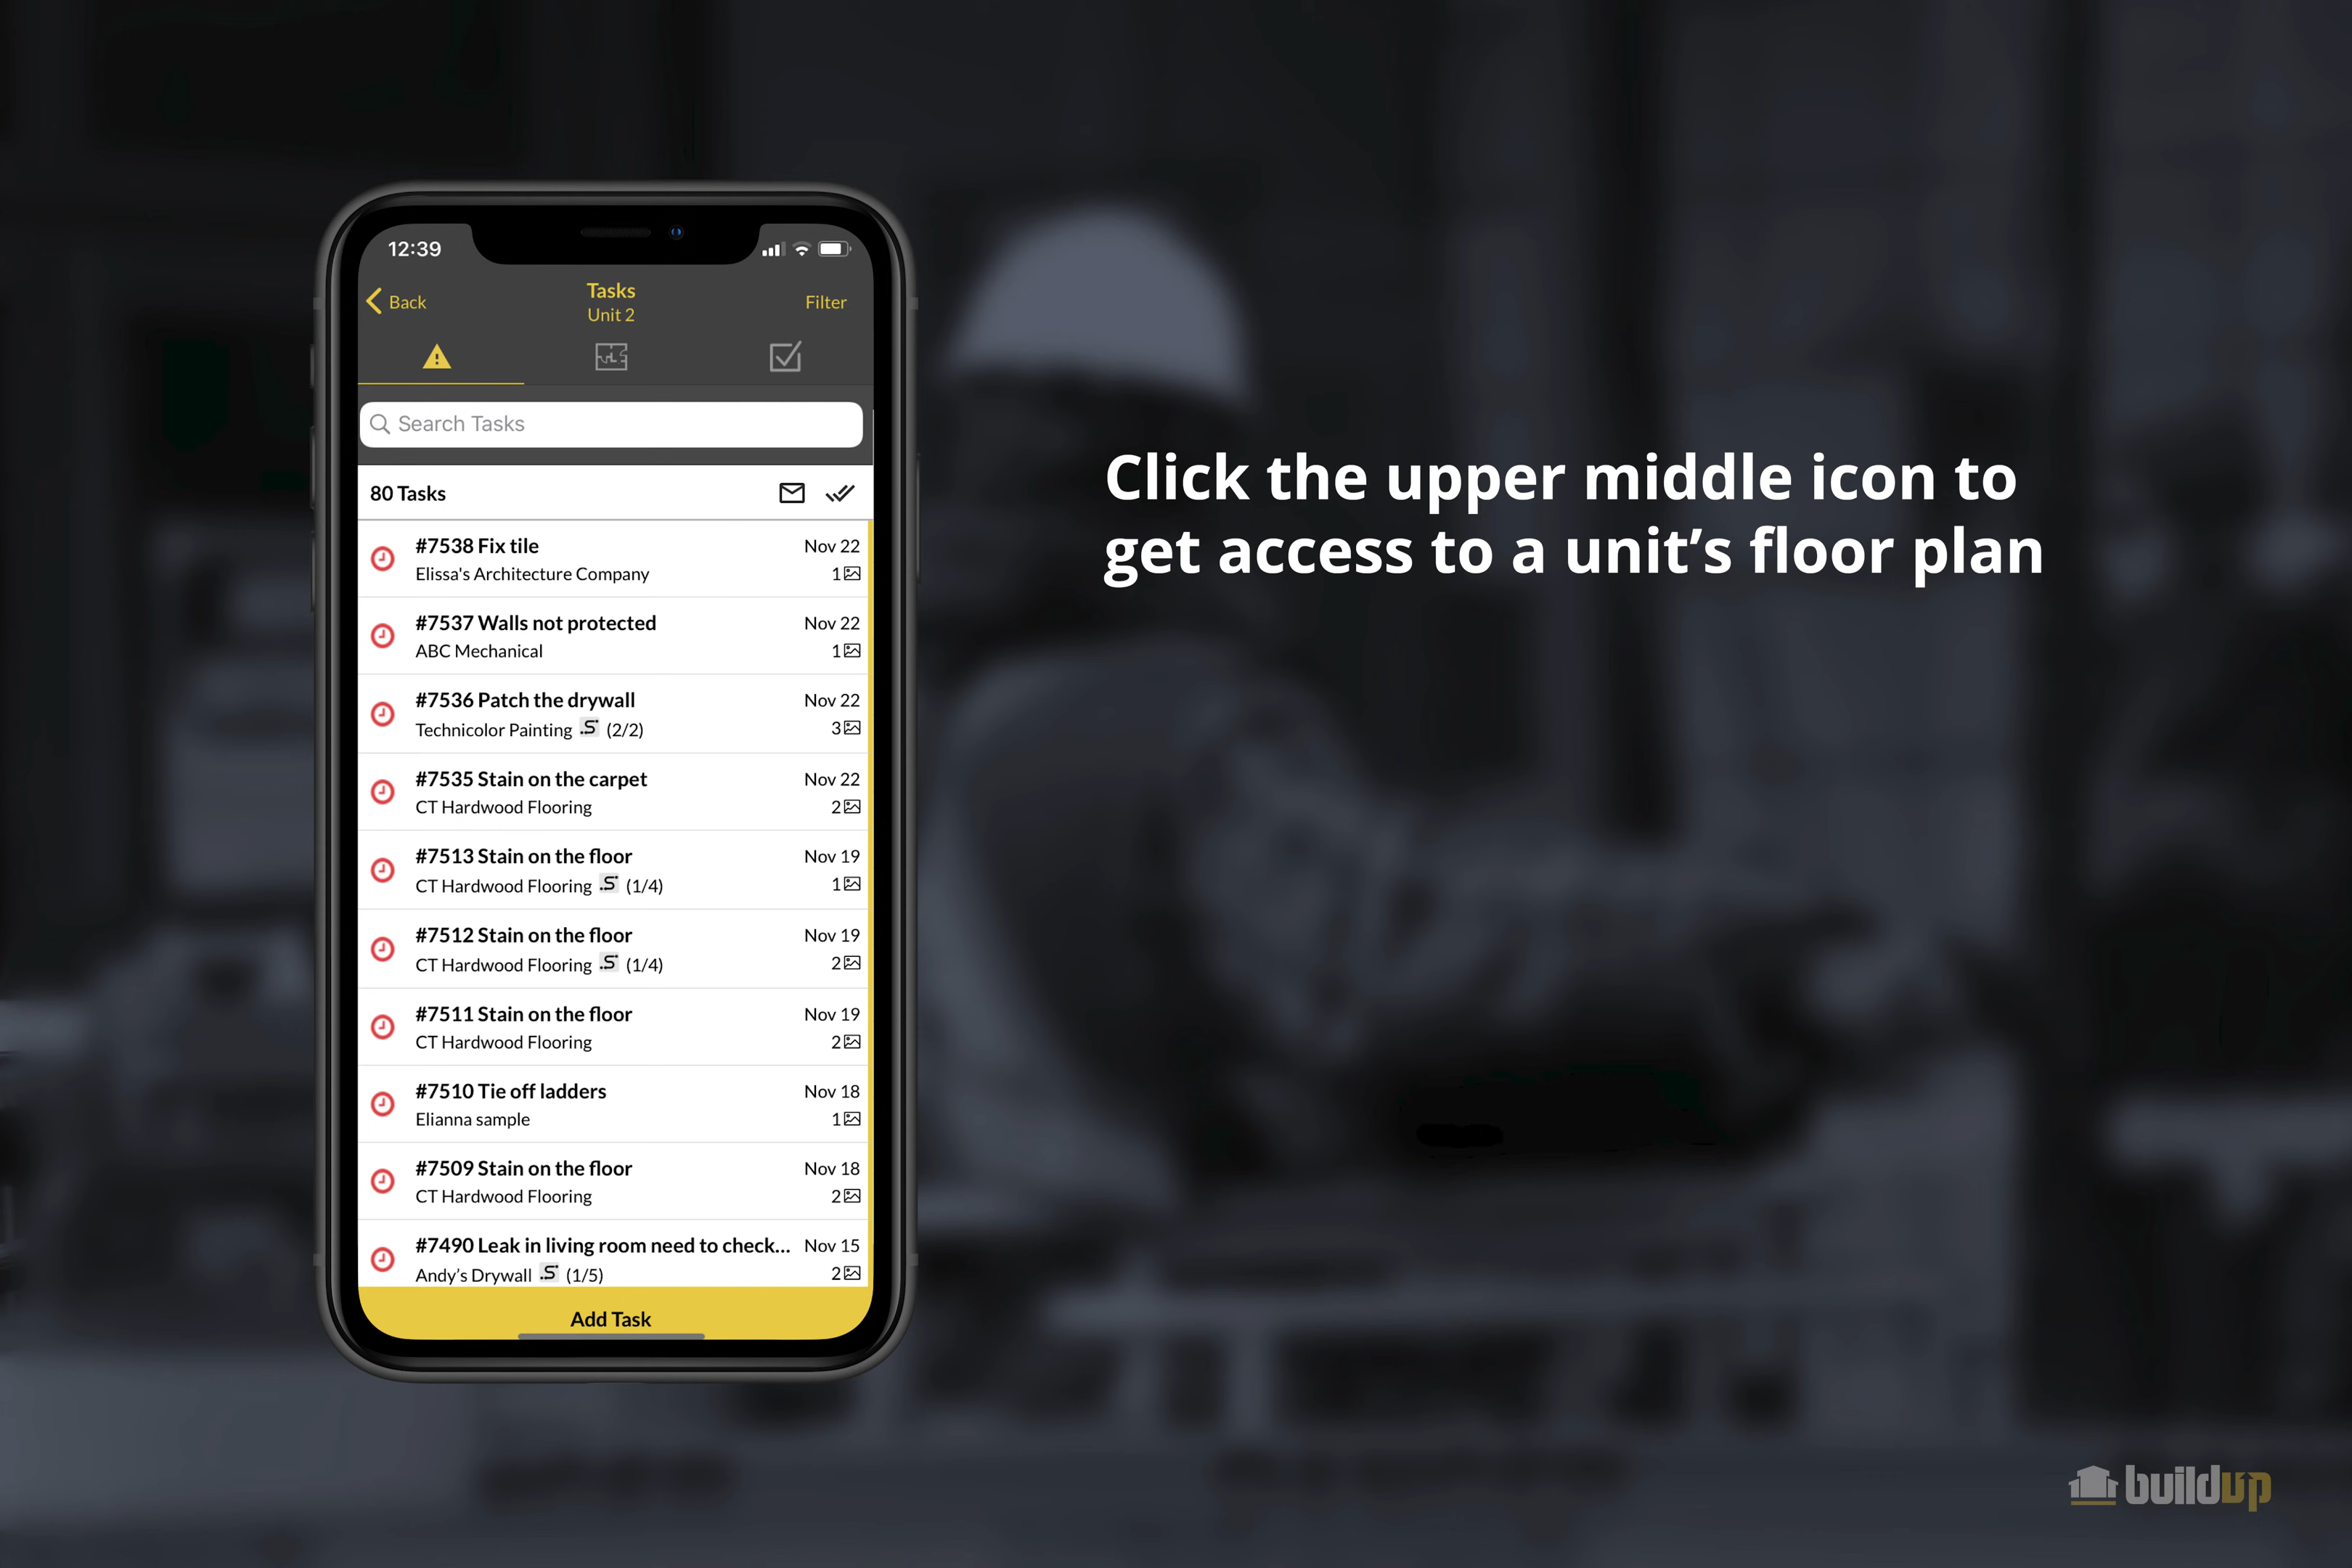 12:39
Back
Tasks
Filter
Unit 2
Search Tasks
80 Tasks
#7538 Fix tile
Nov 22
Elissa's Architecture Company
1
#7537 Walls not protected
Nov 22
ABC Mechanical
1
#7536 Patch the drywall
Nov 22
Technicolor Painting .S (2/2)
3
#7535 Stain on the carpet
Nov 22
CT Hardwood Flooring
2
#7513 Stain on the floor
Nov 19
CT Hardwood Flooring .S (1/4)
1
#7512 Stain on the floor
Nov 19
CT Hardwood Flooring .S (1/4)
2
#7511 Stain on the floor
Nov 19
CT Hardwood Flooring
2
#7510 Tie off ladders
Nov 18
Elianna sample
1
#7509 Stain on the floor
Nov 18
CT Hardwood Flooring
2
#7490 Leak in living room need to check...
Nov 15
Andy’s Drywall .S (1/5)
2
Add Task
Click the upper middle icon to
get access to a unit’s floor plan
buildup